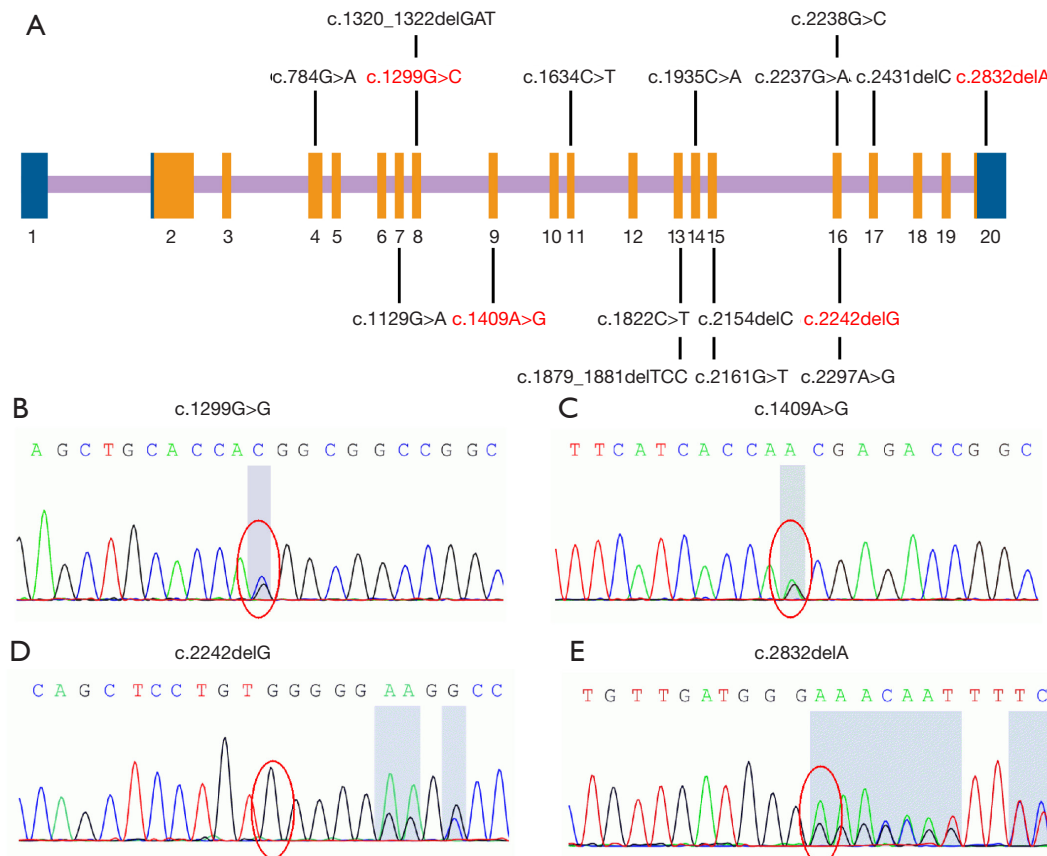 A
c.1320_1322delGAT
c.2238G>C
c.784G>A c.1299G>C c.1634C>T c.1935C>A c.2237G>A c.2431delC c.2832delA
1 2 3 4 5 6 7 8 9 10 11 12 13 14 15 16 17 18 19 20
c.1129G>A c.1409A>G c.1822C>T c.2154delC c.2242delG
c.1879_1881delTCC c.2161G>T c.2297A>G
B
c.1299G>G
A G C T G C A C C A C G G C G G C C G G C
C
c.1409A>G
T T C A T C A C C A A C G A G A C C G G C
D
c.2242delG
C A G C T C C T G T G G G G G A A G G C C
E
c.2832delA
T G T T G A T G G G A A A C A A T T T T C